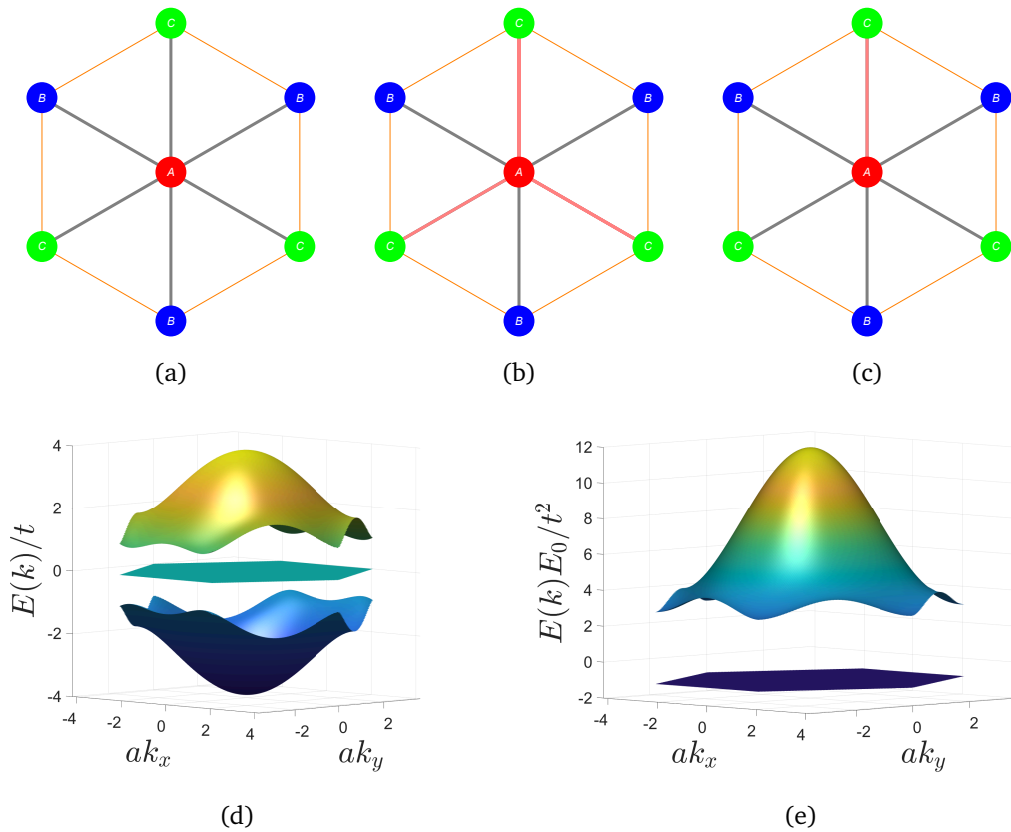 C C C
B B B B B B
A A A
C C C C C C
B B B
(a) (b) (c)
4
2
0
-2
-4
E(k)/t
-4 -2 0 2 4
-2 0 2
ak_x
ak_y
(d)
12
10
8
6
4
2
0
-2
E(k)E_0/t^2
-4 -2 0 2 4
-2 0 2
ak_x
ak_y
(e)